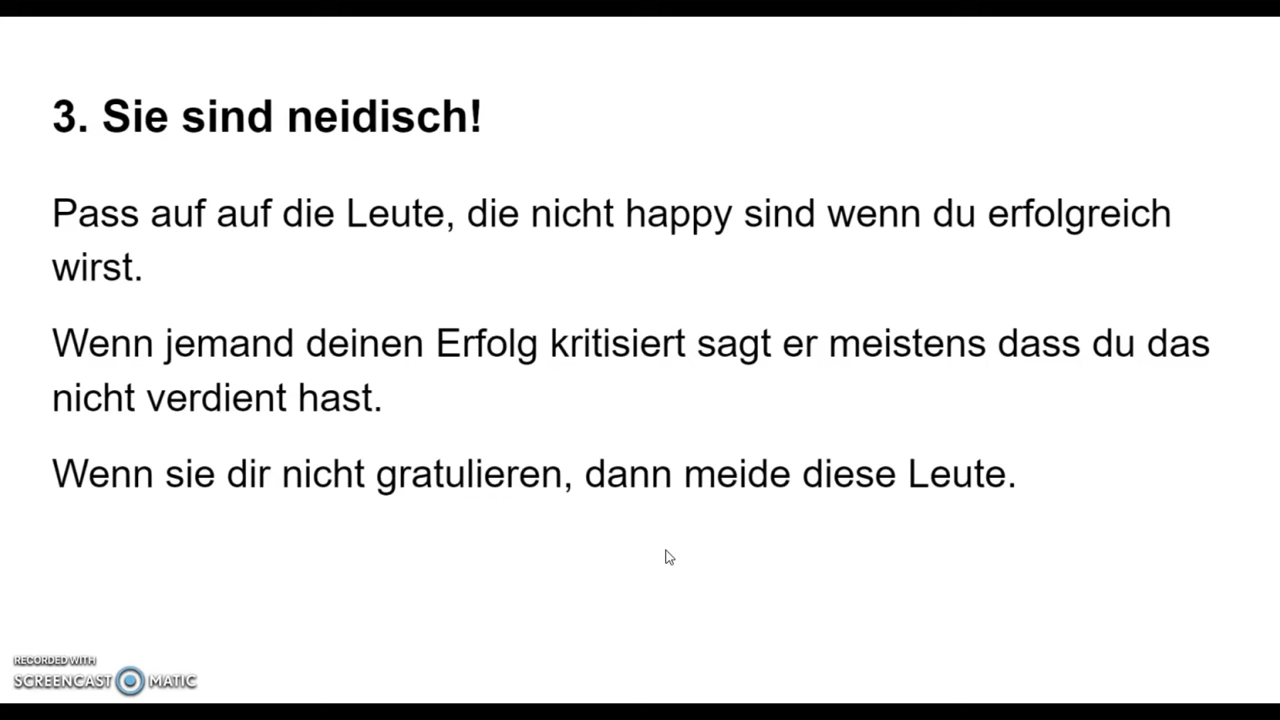 3. Sie sind neidisch!
Pass auf auf die Leute, die nicht happy sind wenn du erfolgreich
wirst.
Wenn jemand deinen Erfolg kritisiert sagt er meistens dass du das
nicht verdient hast.
Wenn sie dir nicht gratulieren, dann meide diese Leute.
RECORDED WITH
SCREENCAST MATIC